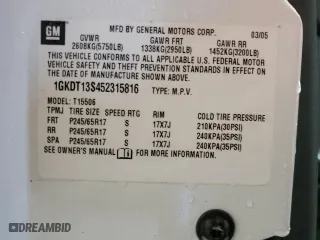 GM
MFD BY GENERAL MOTORS CORP. 03/05
GVWR GAWR FRT GAWR RR
2608KG(5750LB) 1338KG(2950LB) 1452KG(3200LB)
THIS VEHICLE CONFORMS TO ALL APPLICABLE U.S. FEDERAL
MOTOR VEHICLE SAFETY AND THEFT PREVENTION STANDARDS IN EFFECT
ON THE DATE OF MANUFACTURE SHOWN ABOVE.
1GKDT13S452315816 TYPE: M.P.V.
MODEL: T15506
TPMS TIRE SIZE SPEED RTG RIM COLD TIRE PRESSURE
FRT P245/65R17 S 17X7J 210KPA(30PSI)
RR P245/65R17 S 17X7J 240KPA(35PSI)
SPA P245/65R17 S 17X7J 240KPA(35PSI)
SEE OWNER'S MANUAL FOR MORE INFORMATION.
DREAMBID